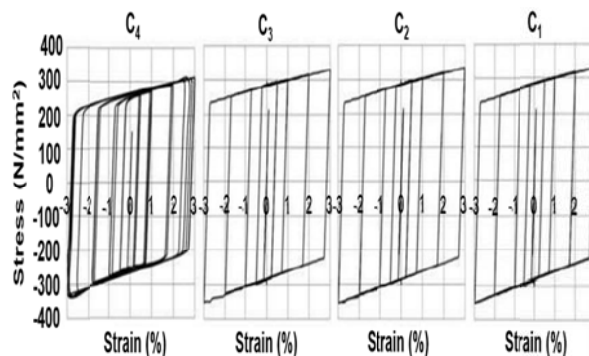 C4 C3 C2 C1
400
300
200
100
0
-100
-200
-300
-400
Stress (N/mm²)
-3 -2 -1 0 1 2 3
-3 -2 -1 0 1 2 3
-3 -2 -1 0 1 2 3
-3 -2 -1 0 1 2
Strain (%) Strain (%) Strain (%) Strain (%)